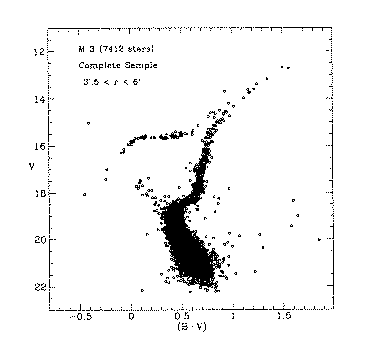 M 3 (7412 stars)
Complete Sample
3'.5 < r < 6'
12
14
16
V
18
20
22
-0.5 0 0.5 1 1.5
(B - V)